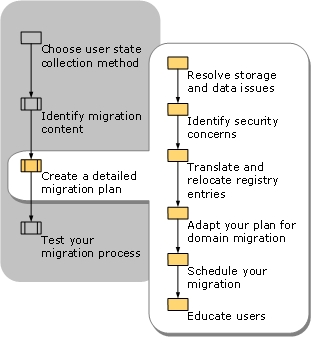 Choose user state
collection method
Identify migration
content
Create a detailed
migration plan
Test your
migration process
Resolve storage
and data issues
Identify security
concerns
Translate and
relocate registry
entries
Adapt your plan for
domain migration
Schedule your
migration
Educate users